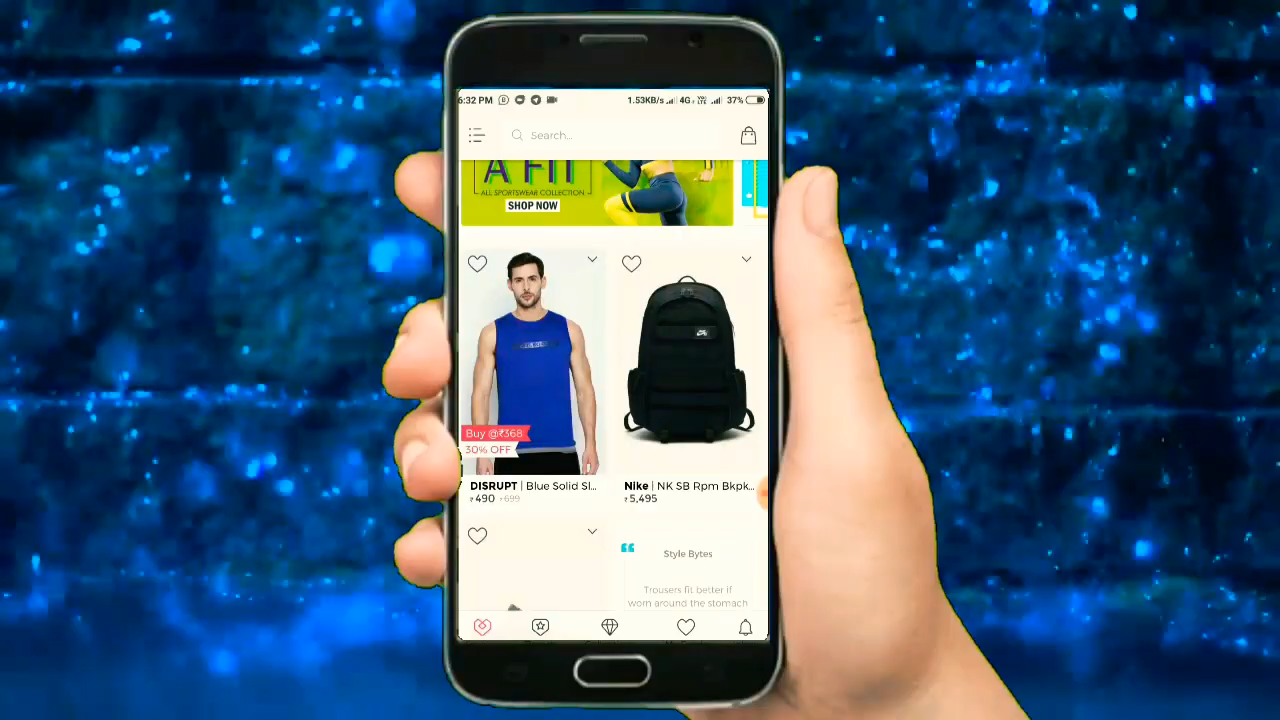 6:32 PM 1.53KB/s 4G VoLTE 37%
Search...
A FIT
ALL SPORTSWEAR COLLECTION
SHOP NOW
Buy @₹368
30% OFF
DISRUPT | Blue Solid Sl...
₹490 ₹699
Nike | NK SB Rpm Bkpk...
₹5,495
Style Bytes
Trousers fit better if
worn around the stomach